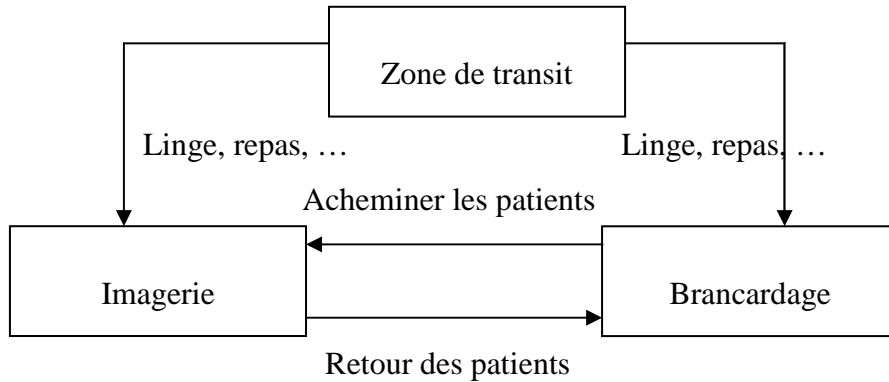 Zone de transit
Linge, repas, …
Linge, repas, …
Acheminer les patients
Imagerie
Brancardage
Retour des patients